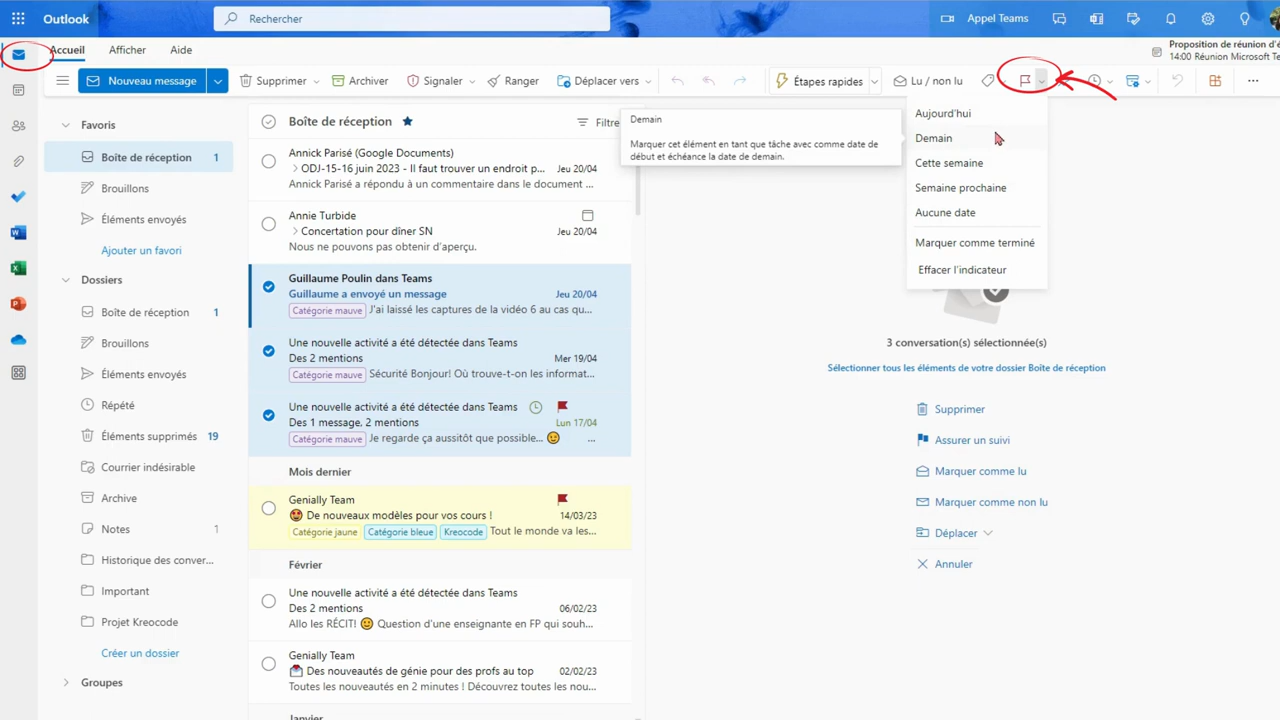 Outlook
Rechercher
Appel Teams
Accueil
Afficher
Aide
Proposition de réunion d'é
14:00 Réunion Microsoft Te
Nouveau message
Supprimer
Archiver
Signaler
Ranger
Déplacer vers
Étapes rapides
Lu / non lu
Favoris
Boîte de réception 1
Brouillons
Éléments envoyés
Ajouter un favori
Dossiers
Boîte de réception 1
Brouillons
Éléments envoyés
Répété
Éléments supprimés 19
Courrier indésirable
Archive
Notes 1
Historique des conver...
Important
Projet Kreocode
Créer un dossier
Groupes
Boîte de réception
Filtre
Annick Parisé (Google Documents)
ODJ-15-16 juin 2023 - Il faut trouver un endroit p... Jeu 20/04
Annick Parisé a répondu à un commentaire dans le document ...
Annie Turbide
Concertation pour dîner SN Jeu 20/04
Nous ne pouvons pas obtenir d'aperçu.
Guillaume Poulin dans Teams
Guillaume a envoyé un message Jeu 20/04
Catégorie mauve J'ai laissé les captures de la vidéo 6 au cas qu...
Une nouvelle activité a été détectée dans Teams
Des 2 mentions Mer 19/04
Catégorie mauve Sécurité Bonjour! Où trouve-t-on les informat...
Une nouvelle activité a été détectée dans Teams
Des 1 message, 2 mentions Lun 17/04
Catégorie mauve Je regarde ça aussitôt que possible... 😉 ...
Mois dernier
Genially Team
De nouveaux modèles pour vos cours ! 14/03/23
Catégorie jaune Catégorie bleue Kreocode Tout le monde va les...
Février
Une nouvelle activité a été détectée dans Teams
Des 2 mentions 06/02/23
Allo les RÉCIT! 🙂 Question d'une enseignante en FP qui souh...
Genially Team
Des nouveautés de génie pour des profs au top 02/02/23
Toutes les nouveautés en 2 minutes ! Découvrez toutes les nou...
Janvier
Demain
Marquer cet élément en tant que tâche avec comme date de
début et échéance la date de demain.
Aujourd'hui
Demain
Cette semaine
Semaine prochaine
Aucune date
Marquer comme terminé
Effacer l'indicateur
3 conversation(s) sélectionnée(s)
Sélectionner tous les éléments de votre dossier Boîte de réception
Supprimer
Assurer un suivi
Marquer comme lu
Marquer comme non lu
Déplacer
Annuler